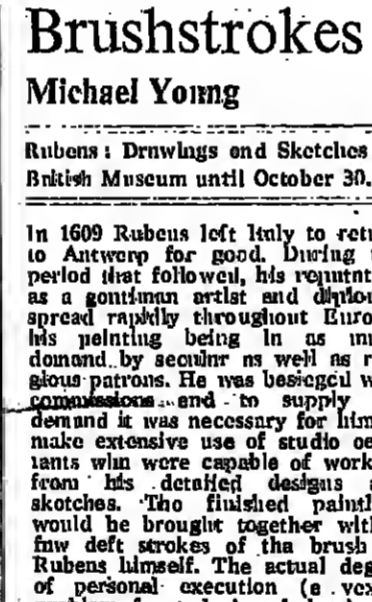 Brushstrokes
Michael Young
Rubens: Drawings and Sketches
British Museum until October 30.
In 1609 Rubens left Italy to
to Antwerp for good. During
period that followed, his
as a gentleman artist and
spread rapidly throughout
his painting being in as
demand by secular as well as
patrons. He was besieged
commissions and to supply
demand it was necessary for him
make extensive use of studio
who were capable of
from his detailed designs
sketches. The finished
would be brought together
few deft strokes of the brush
Rubens himself. The actual
of personal execution (a